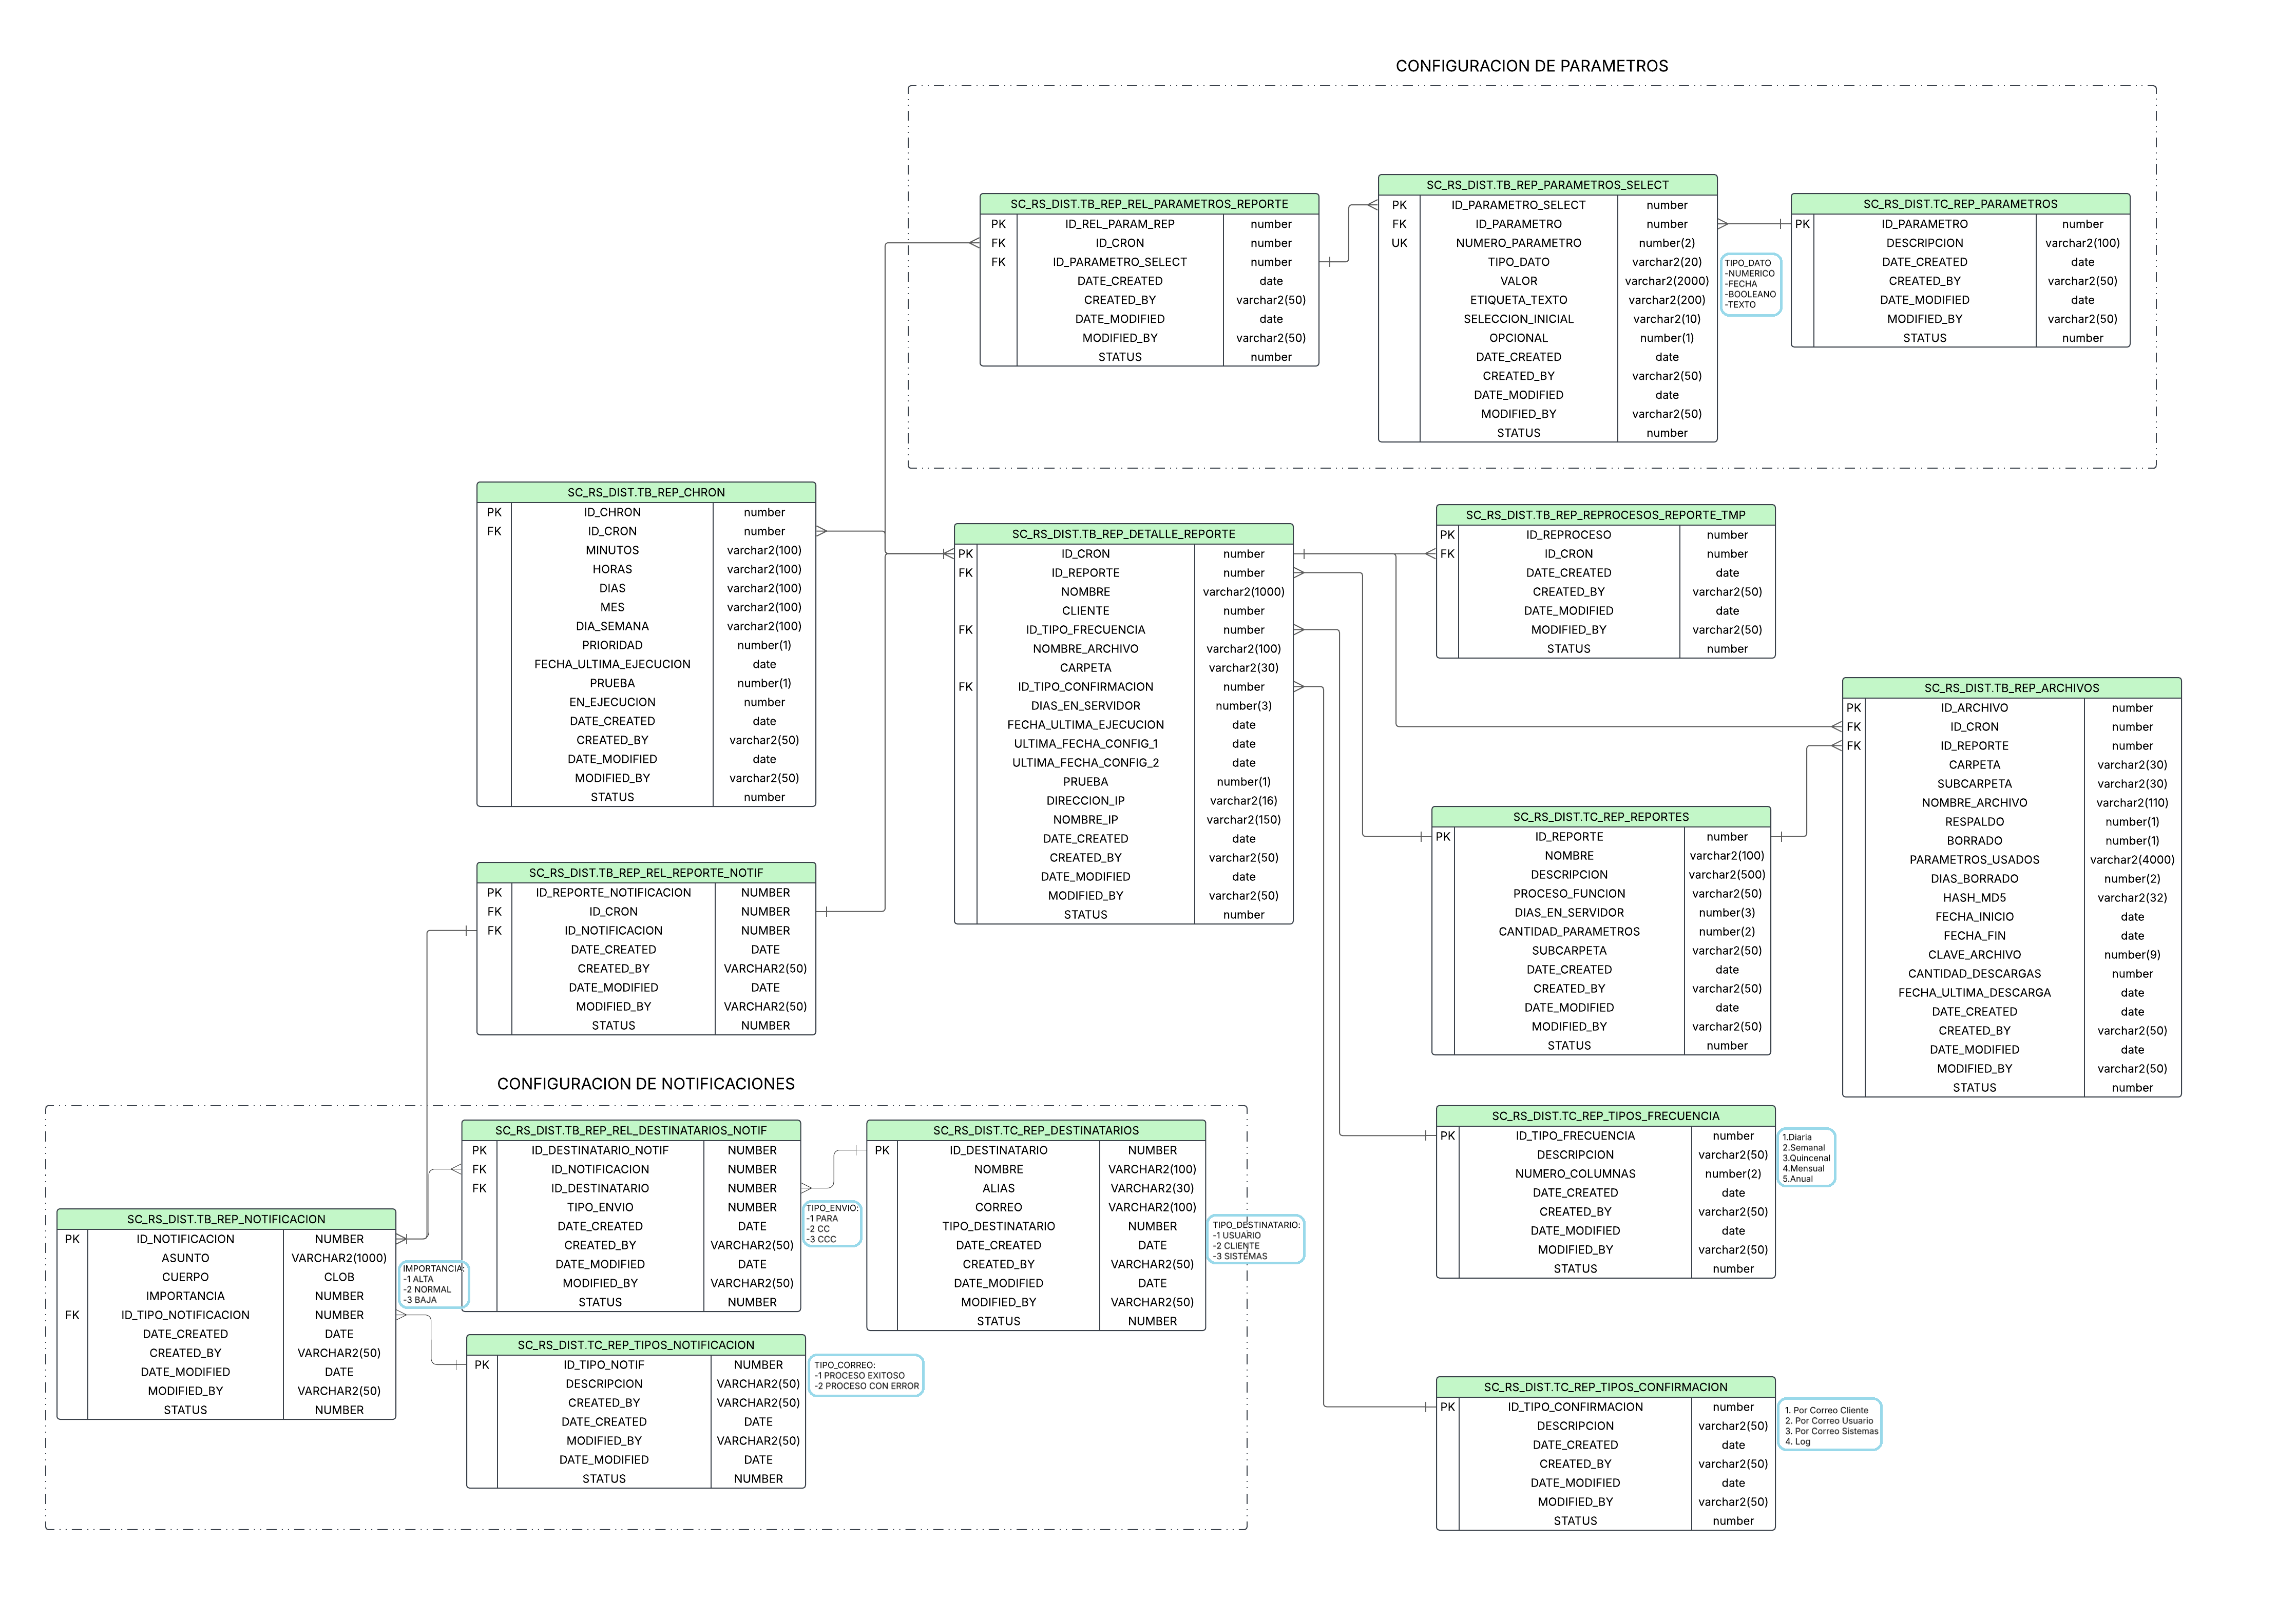 CONFIGURACION DE PARAMETROS
SC_RS_DIST.TB_REP_REL_PARAMETROS_REPORTE
PK ID_REL_PARAM_REP number
FK ID_CRON number
FK ID_PARAMETRO_SELECT number
DATE_CREATED date
CREATED_BY varchar2(50)
DATE_MODIFIED date
MODIFIED_BY varchar2(50)
STATUS number
SC_RS_DIST.TB_REP_PARAMETROS_SELECT
PK ID_PARAMETRO_SELECT number
FK ID_PARAMETRO number
UK NUMERO_PARAMETRO number(2)
TIPO_DATO varchar2(20)
VALOR varchar2(2000)
ETIQUETA_TEXTO varchar2(200)
SELECCION_INICIAL varchar2(10)
OPCIONAL number(1)
DATE_CREATED date
CREATED_BY varchar2(50)
DATE_MODIFIED date
MODIFIED_BY varchar2(50)
STATUS number
TIPO_DATO
-NUMERICO
-FECHA
-BOOLEANO
-TEXTO
SC_RS_DIST.TC_REP_PARAMETROS
PK ID_PARAMETRO number
DESCRIPCION varchar2(100)
DATE_CREATED date
CREATED_BY varchar2(50)
DATE_MODIFIED date
MODIFIED_BY varchar2(50)
STATUS number
SC_RS_DIST.TB_REP_CHRON
PK ID_CHRON number
FK ID_CRON number
MINUTOS varchar2(100)
HORAS varchar2(100)
DIAS varchar2(100)
MES varchar2(100)
DIA_SEMANA varchar2(100)
PRIORIDAD number(1)
FECHA_ULTIMA_EJECUCION date
PRUEBA number(1)
EN_EJECUCION number
DATE_CREATED date
CREATED_BY varchar2(50)
DATE_MODIFIED date
MODIFIED_BY varchar2(50)
STATUS number
SC_RS_DIST.TB_REP_DETALLE_REPORTE
PK ID_CRON number
FK ID_REPORTE number
NOMBRE varchar2(1000)
CLIENTE number
FK ID_TIPO_FRECUENCIA number
NOMBRE_ARCHIVO varchar2(100)
CARPETA varchar2(30)
FK ID_TIPO_CONFIRMACION number
DIAS_EN_SERVIDOR number(3)
FECHA_ULTIMA_EJECUCION date
ULTIMA_FECHA_CONFIG_1 date
ULTIMA_FECHA_CONFIG_2 date
PRUEBA number(1)
DIRECCION_IP varchar2(16)
NOMBRE_IP varchar2(150)
DATE_CREATED date
CREATED_BY varchar2(50)
DATE_MODIFIED date
MODIFIED_BY varchar2(50)
STATUS number
SC_RS_DIST.TB_REP_REPROCESOS_REPORTE_TMP
PK ID_REPROCESO number
FK ID_CRON number
DATE_CREATED date
CREATED_BY varchar2(50)
DATE_MODIFIED date
MODIFIED_BY varchar2(50)
STATUS number
SC_RS_DIST.TB_REP_ARCHIVOS
PK ID_ARCHIVO number
FK ID_CRON number
FK ID_REPORTE number
CARPETA varchar2(30)
SUBCARPETA varchar2(30)
NOMBRE_ARCHIVO varchar2(110)
RESPALDO number(1)
BORRADO number(1)
PARAMETROS_USADOS varchar2(4000)
DIAS_BORRADO number(2)
HASH_MD5 varchar2(32)
FECHA_INICIO date
FECHA_FIN date
CLAVE_ARCHIVO number(9)
CANTIDAD_DESCARGAS number
FECHA_ULTIMA_DESCARGA date
DATE_CREATED date
CREATED_BY varchar2(50)
DATE_MODIFIED date
MODIFIED_BY varchar2(50)
STATUS number
SC_RS_DIST.TC_REP_REPORTES
PK ID_REPORTE number
NOMBRE varchar2(100)
DESCRIPCION varchar2(500)
PROCESO_FUNCION varchar2(50)
DIAS_EN_SERVIDOR number(3)
CANTIDAD_PARAMETROS number(2)
SUBCARPETA varchar2(50)
DATE_CREATED date
CREATED_BY varchar2(50)
DATE_MODIFIED date
MODIFIED_BY varchar2(50)
STATUS number
SC_RS_DIST.TB_REP_REL_REPORTE_NOTIF
PK ID_REPORTE_NOTIFICACION NUMBER
FK ID_CRON NUMBER
FK ID_NOTIFICACION NUMBER
DATE_CREATED DATE
CREATED_BY VARCHAR2(50)
DATE_MODIFIED DATE
MODIFIED_BY VARCHAR2(50)
STATUS NUMBER
CONFIGURACION DE NOTIFICACIONES
SC_RS_DIST.TB_REP_REL_DESTINATARIOS_NOTIF
PK ID_DESTINATARIO_NOTIF NUMBER
FK ID_NOTIFICACION NUMBER
FK ID_DESTINATARIO NUMBER
TIPO_ENVIO NUMBER
DATE_CREATED DATE
CREATED_BY VARCHAR2(50)
DATE_MODIFIED DATE
MODIFIED_BY VARCHAR2(50)
STATUS NUMBER
TIPO_ENVIO:
-1 PARA
-2 CC
-3 CCC
SC_RS_DIST.TC_REP_DESTINATARIOS
PK ID_DESTINATARIO NUMBER
NOMBRE VARCHAR2(100)
ALIAS VARCHAR2(30)
CORREO VARCHAR2(100)
TIPO_DESTINATARIO NUMBER
DATE_CREATED DATE
CREATED_BY VARCHAR2(50)
DATE_MODIFIED DATE
MODIFIED_BY VARCHAR2(50)
STATUS NUMBER
TIPO_DESTINATARIO:
-1 USUARIO
-2 CLIENTE
-3 SISTEMAS
SC_RS_DIST.TB_REP_NOTIFICACION
PK ID_NOTIFICACION NUMBER
ASUNTO VARCHAR2(1000)
CUERPO CLOB
IMPORTANCIA NUMBER
FK ID_TIPO_NOTIFICACION NUMBER
DATE_CREATED DATE
CREATED_BY VARCHAR2(50)
DATE_MODIFIED DATE
MODIFIED_BY VARCHAR2(50)
STATUS NUMBER
IMPORTANCIA:
-1 ALTA
-2 NORMAL
-3 BAJA
SC_RS_DIST.TC_REP_TIPOS_NOTIFICACION
PK ID_TIPO_NOTIF NUMBER
DESCRIPCION VARCHAR2(50)
CREATED_BY VARCHAR2(50)
DATE_CREATED DATE
MODIFIED_BY VARCHAR2(50)
DATE_MODIFIED DATE
STATUS NUMBER
TIPO_CORREO:
-1 PROCESO EXITOSO
-2 PROCESO CON ERROR
SC_RS_DIST.TC_REP_TIPOS_FRECUENCIA
PK ID_TIPO_FRECUENCIA number
DESCRIPCION varchar2(50)
NUMERO_COLUMNAS number(2)
DATE_CREATED date
CREATED_BY varchar2(50)
DATE_MODIFIED date
MODIFIED_BY varchar2(50)
STATUS number
1.Diaria
2.Semanal
3.Quincenal
4.Mensual
5.Anual
SC_RS_DIST.TC_REP_TIPOS_CONFIRMACION
PK ID_TIPO_CONFIRMACION number
DESCRIPCION varchar2(50)
DATE_CREATED date
CREATED_BY varchar2(50)
DATE_MODIFIED date
MODIFIED_BY varchar2(50)
STATUS number
1. Por Correo Cliente
2. Por Correo Usuario
3. Por Correo Sistemas
4. Log